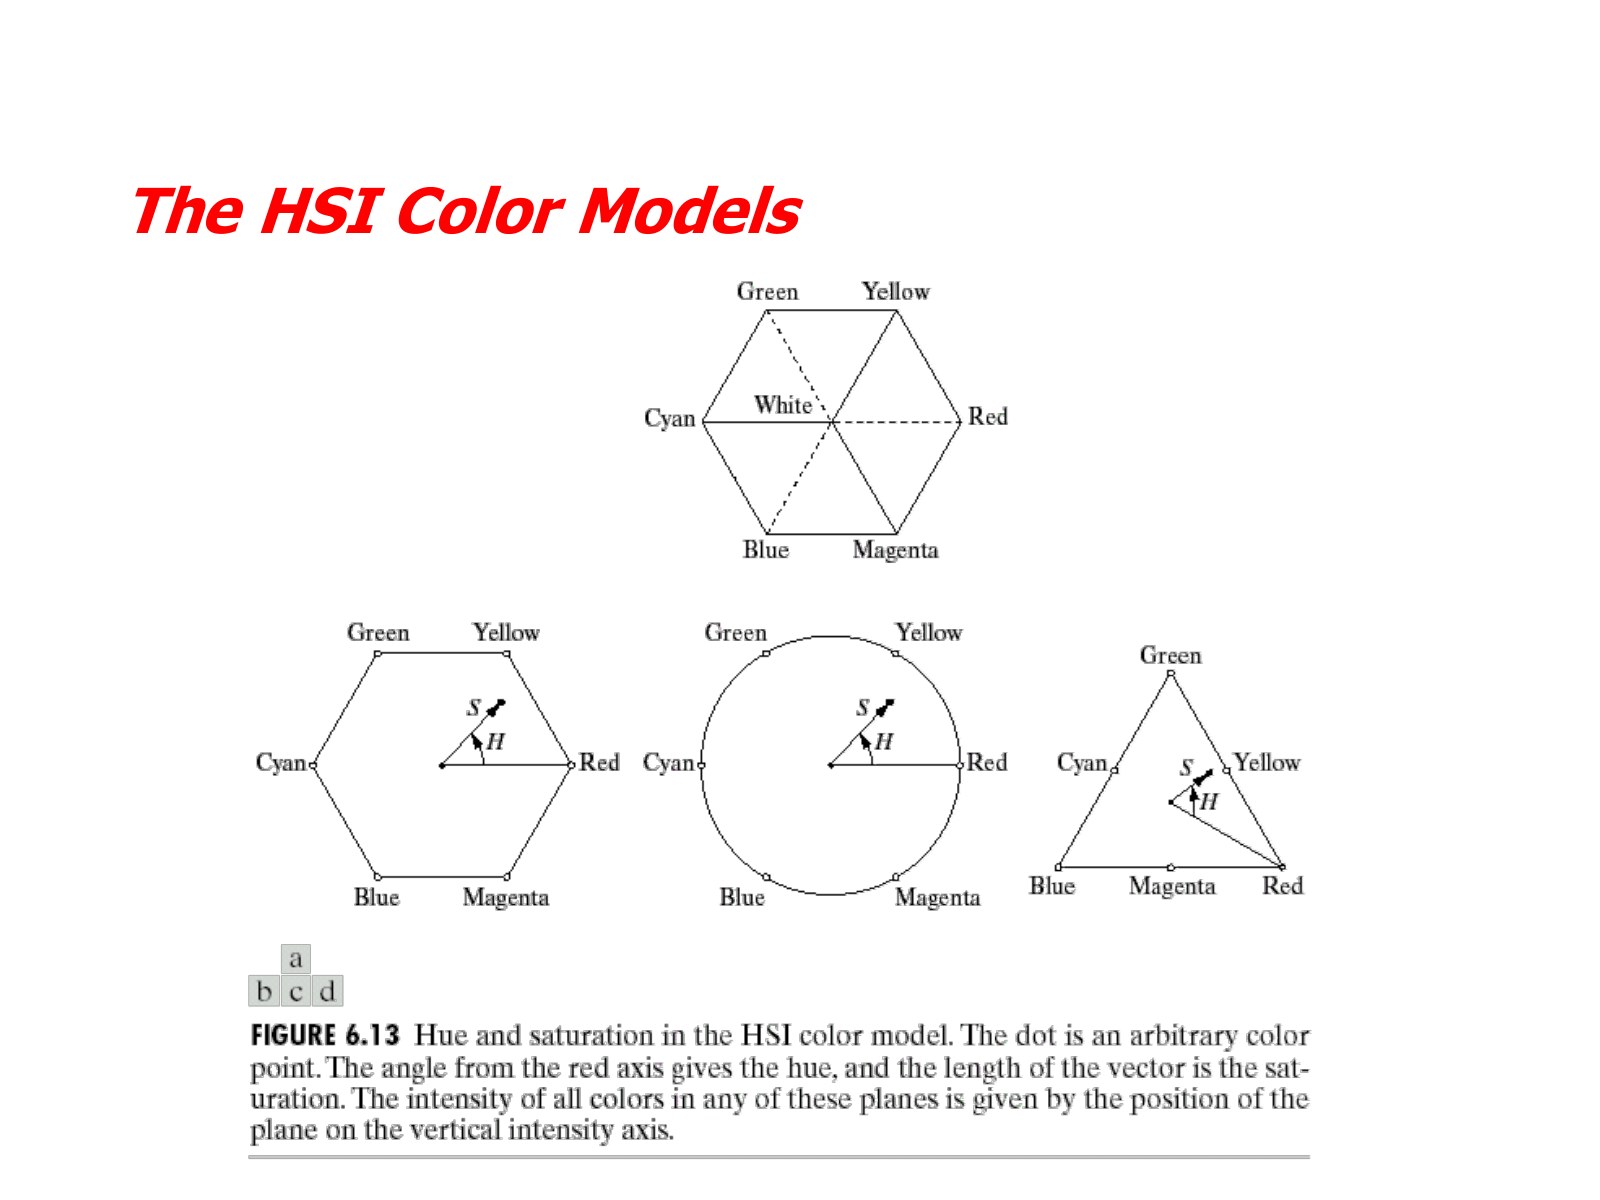 The HSI Color Models
Green Yellow
White
Cyan Red
Blue Magenta
Green Yellow
S
H
Cyan Red
Blue Magenta
Green Yellow
S
H
Cyan Red
Blue Magenta
Green
Cyan S Yellow
H
Blue Magenta Red
a
b c d
FIGURE 6.13 Hue and saturation in the HSI color model. The dot is an arbitrary color
point. The angle from the red axis gives the hue, and the length of the vector is the sat-
uration. The intensity of all colors in any of these planes is given by the position of the
plane on the vertical intensity axis.